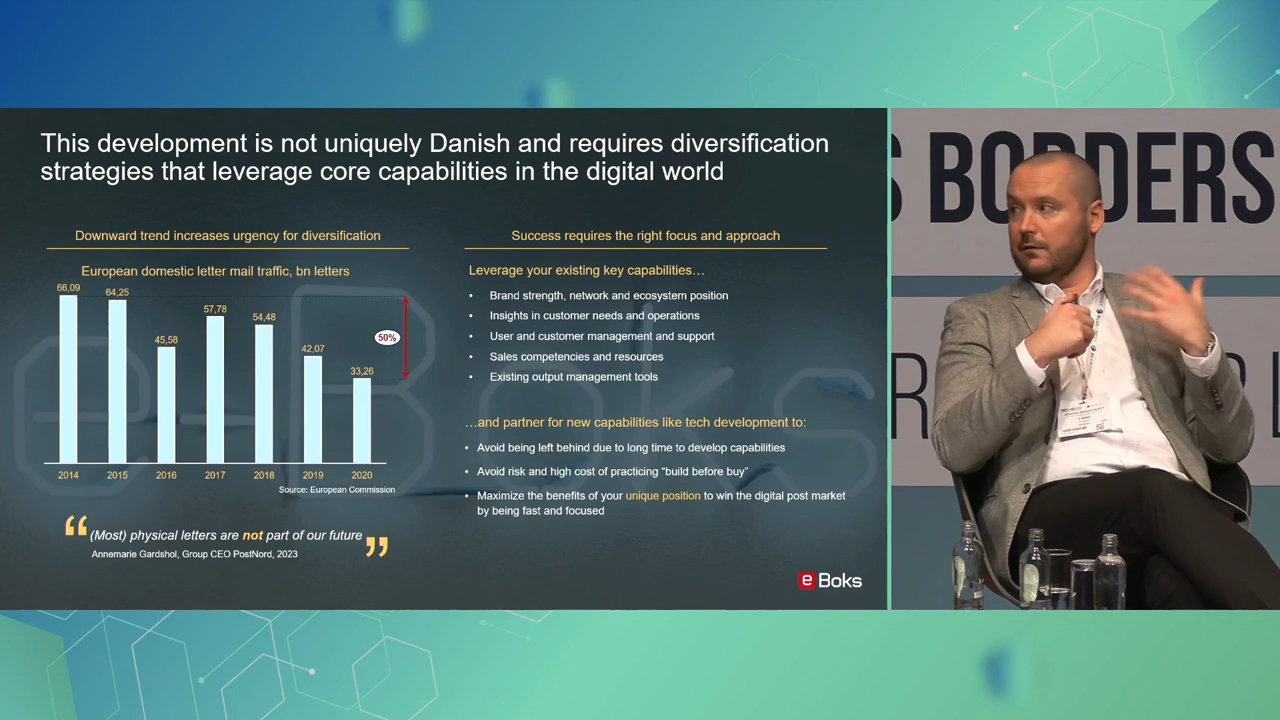 This development is not uniquely Danish and requires diversification
strategies that leverage core capabilities in the digital world
Downward trend increases urgency for diversification
European domestic letter mail traffic, bn letters
66,09
64,25
45,58
57,78
54,48
42,07
33,26
50%
2014
2015
2016
2017
2018
2019
2020
Source: European Commission
“(Most) physical letters are not part of our future”
Annemarie Gardshol, Group CEO PostNord, 2023
Success requires the right focus and approach
Leverage your existing key capabilities…
• Brand strength, network and ecosystem position
• Insights in customer needs and operations
• User and customer management and support
• Sales competencies and resources
• Existing output management tools
…and partner for new capabilities like tech development to:
• Avoid being left behind due to long time to develop capabilities
• Avoid risk and high cost of practicing “build before buy”
• Maximize the benefits of your unique position to win the digital post market
by being fast and focused
e-Boks
e Boks
S BORDERS